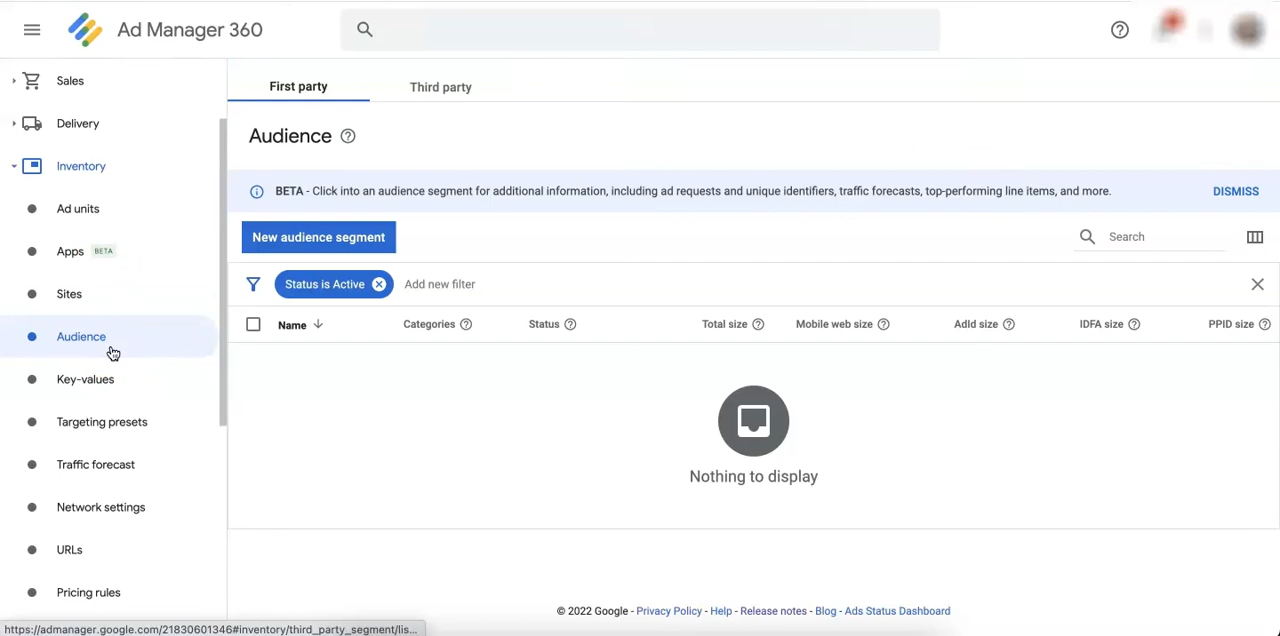 Ad Manager 360
Sales
Delivery
Inventory
Ad units
Apps BETA
Sites
Audience
Key-values
Targeting presets
Traffic forecast
Network settings
URLs
Pricing rules
First party Third party
Audience
BETA - Click into an audience segment for additional information, including ad requests and unique identifiers, traffic forecasts, top-performing line items, and more. DISMISS
New audience segment Search
Status is Active Add new filter
Name Categories Status Total size Mobile web size AdId size IDFA size PPID size
Nothing to display
© 2022 Google - Privacy Policy - Help - Release notes - Blog - Ads Status Dashboard
https://admanager.google.com/21830601346#inventory/third_party_segment/lis...